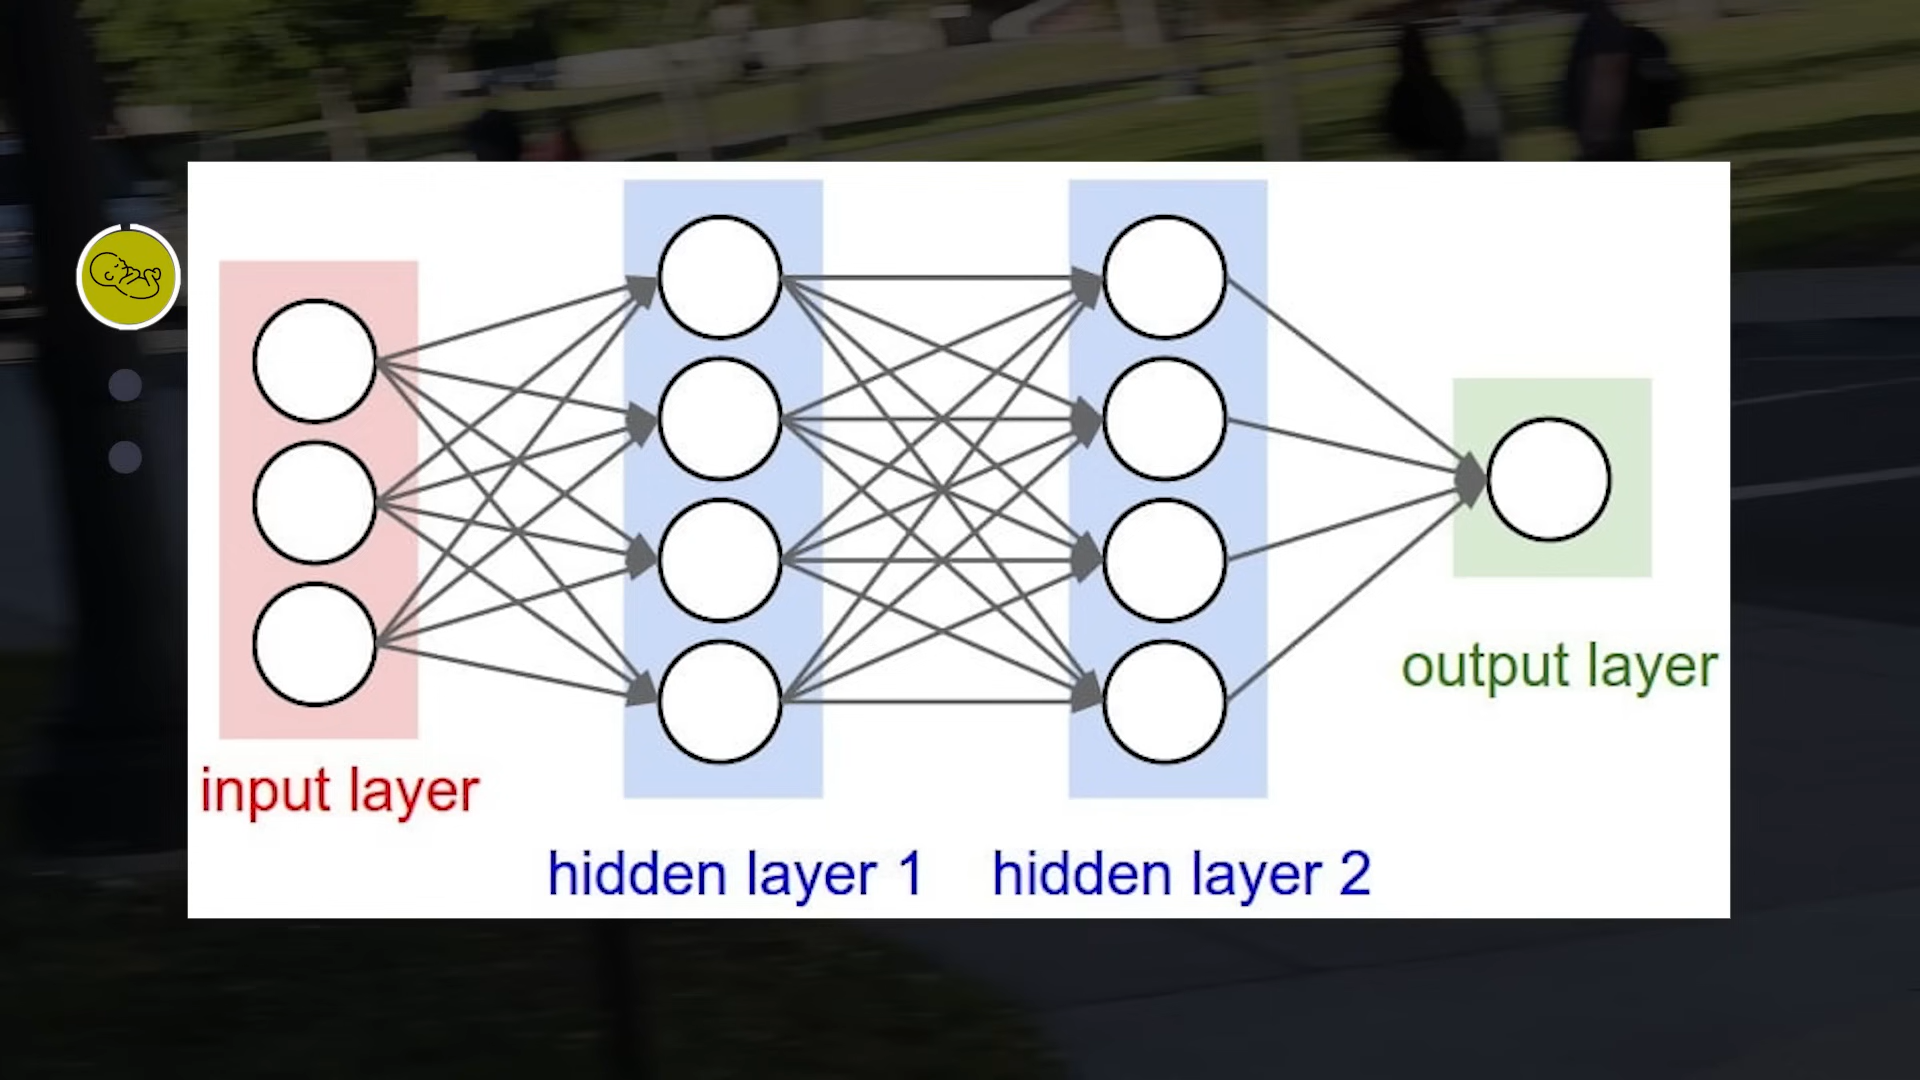 input layer
hidden layer 1
hidden layer 2
output layer